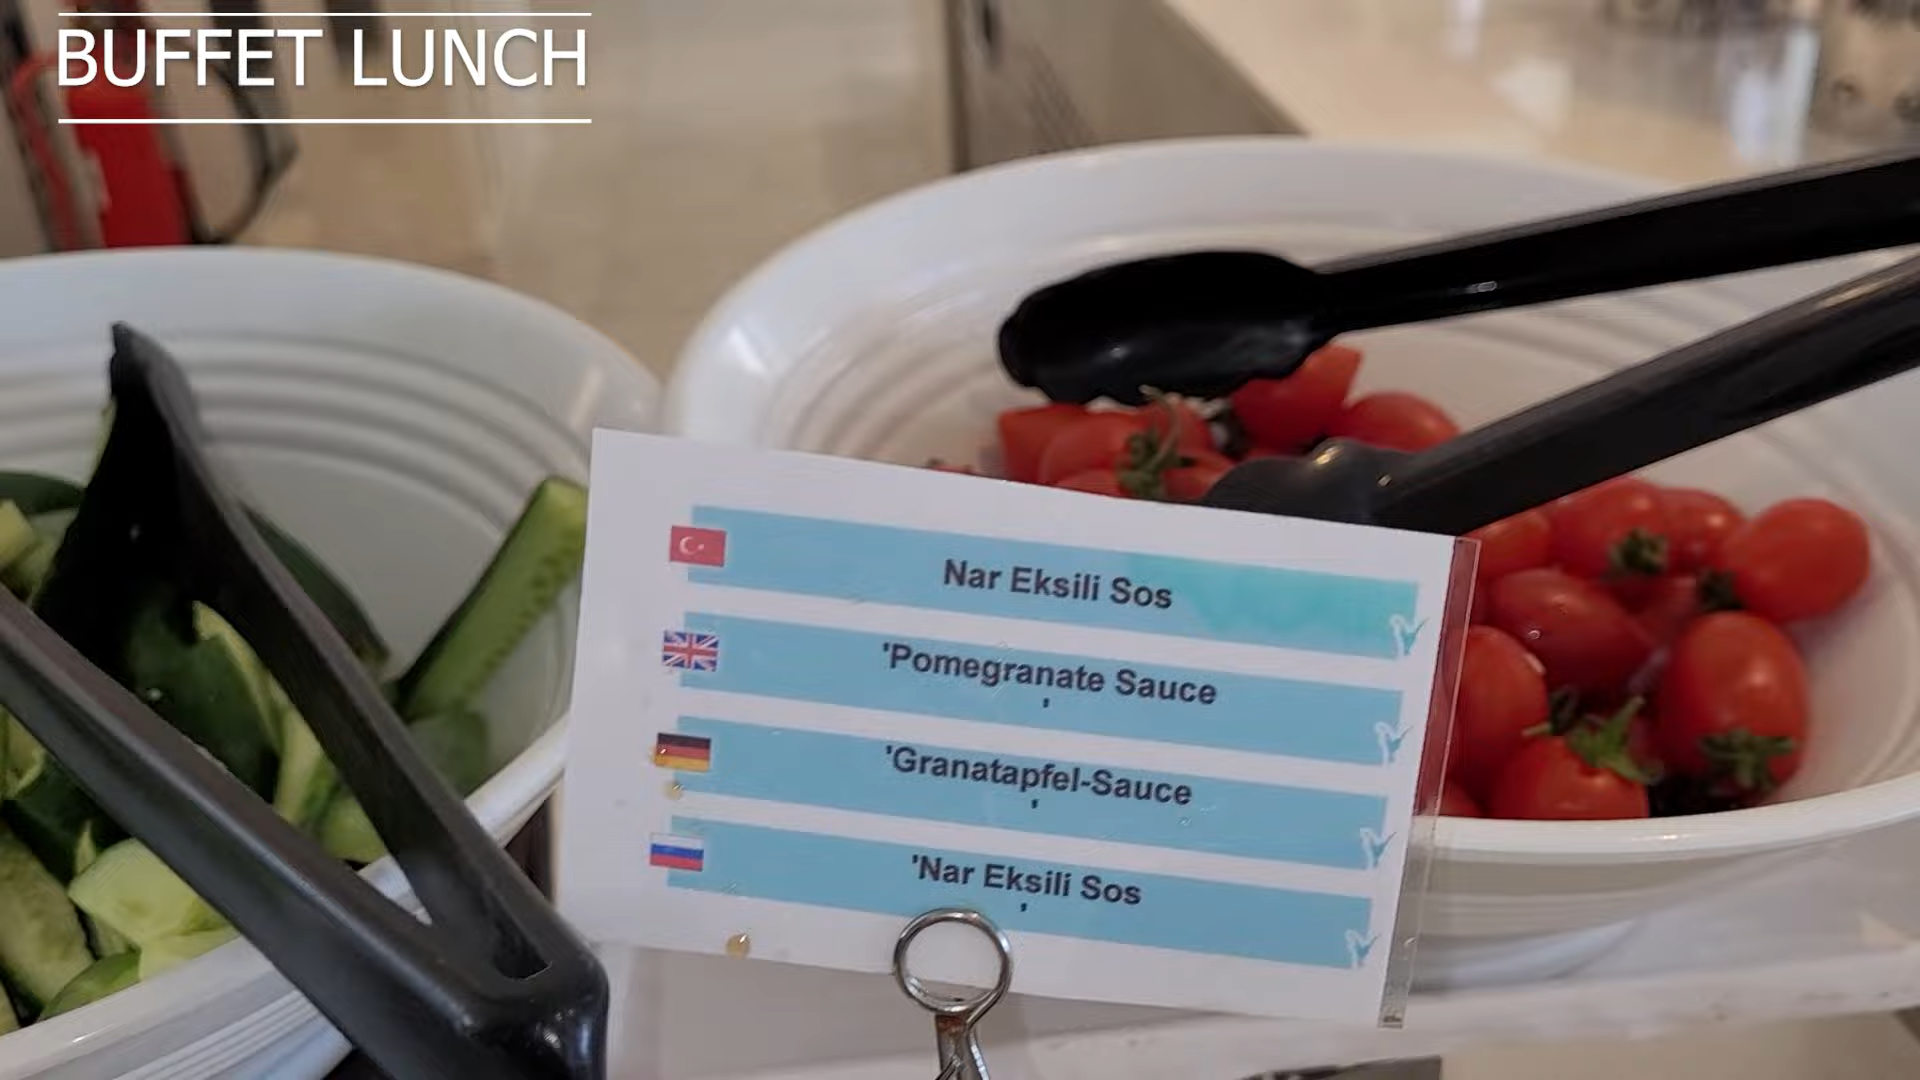 BUFFET LUNCH
Nar Eksili Sos
'Pomegranate Sauce
'
'Granatapfel-Sauce
'
'Nar Eksili Sos
'